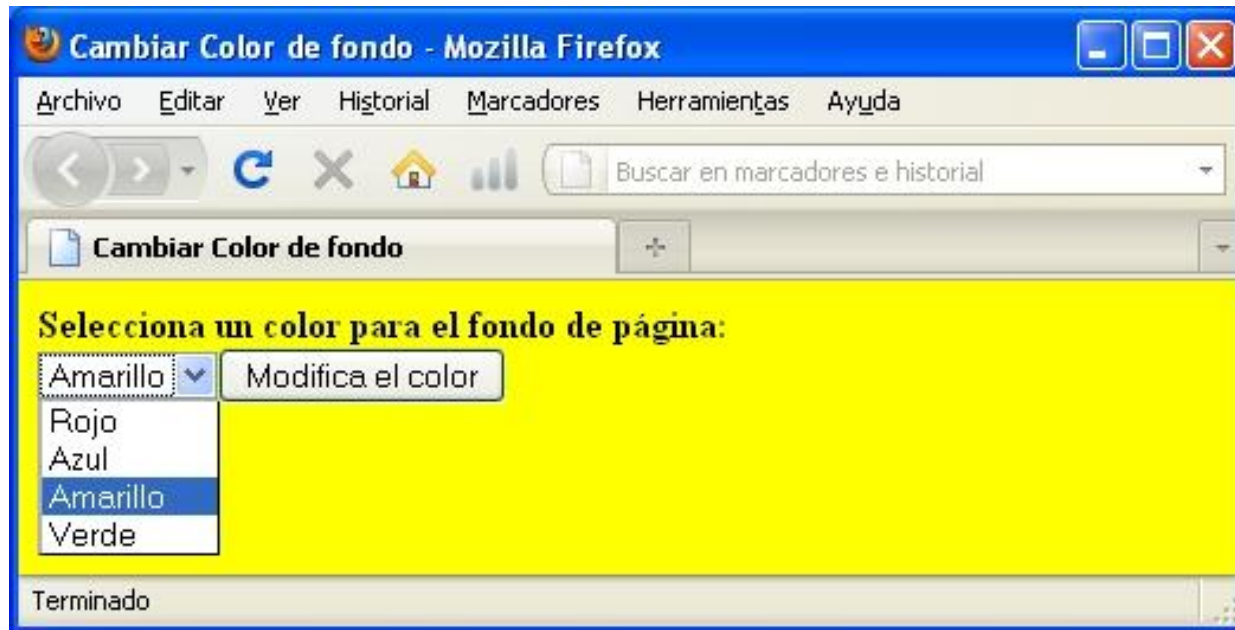 Cambiar Color de fondo - Mozilla Firefox
Archivo Editar Ver Historial Marcadores Herramientas Ayuda
Buscar en marcadores e historial
Cambiar Color de fondo
Selecciona un color para el fondo de página:
Amarillo Modifica el color
Rojo
Azul
Amarillo
Verde
Terminado